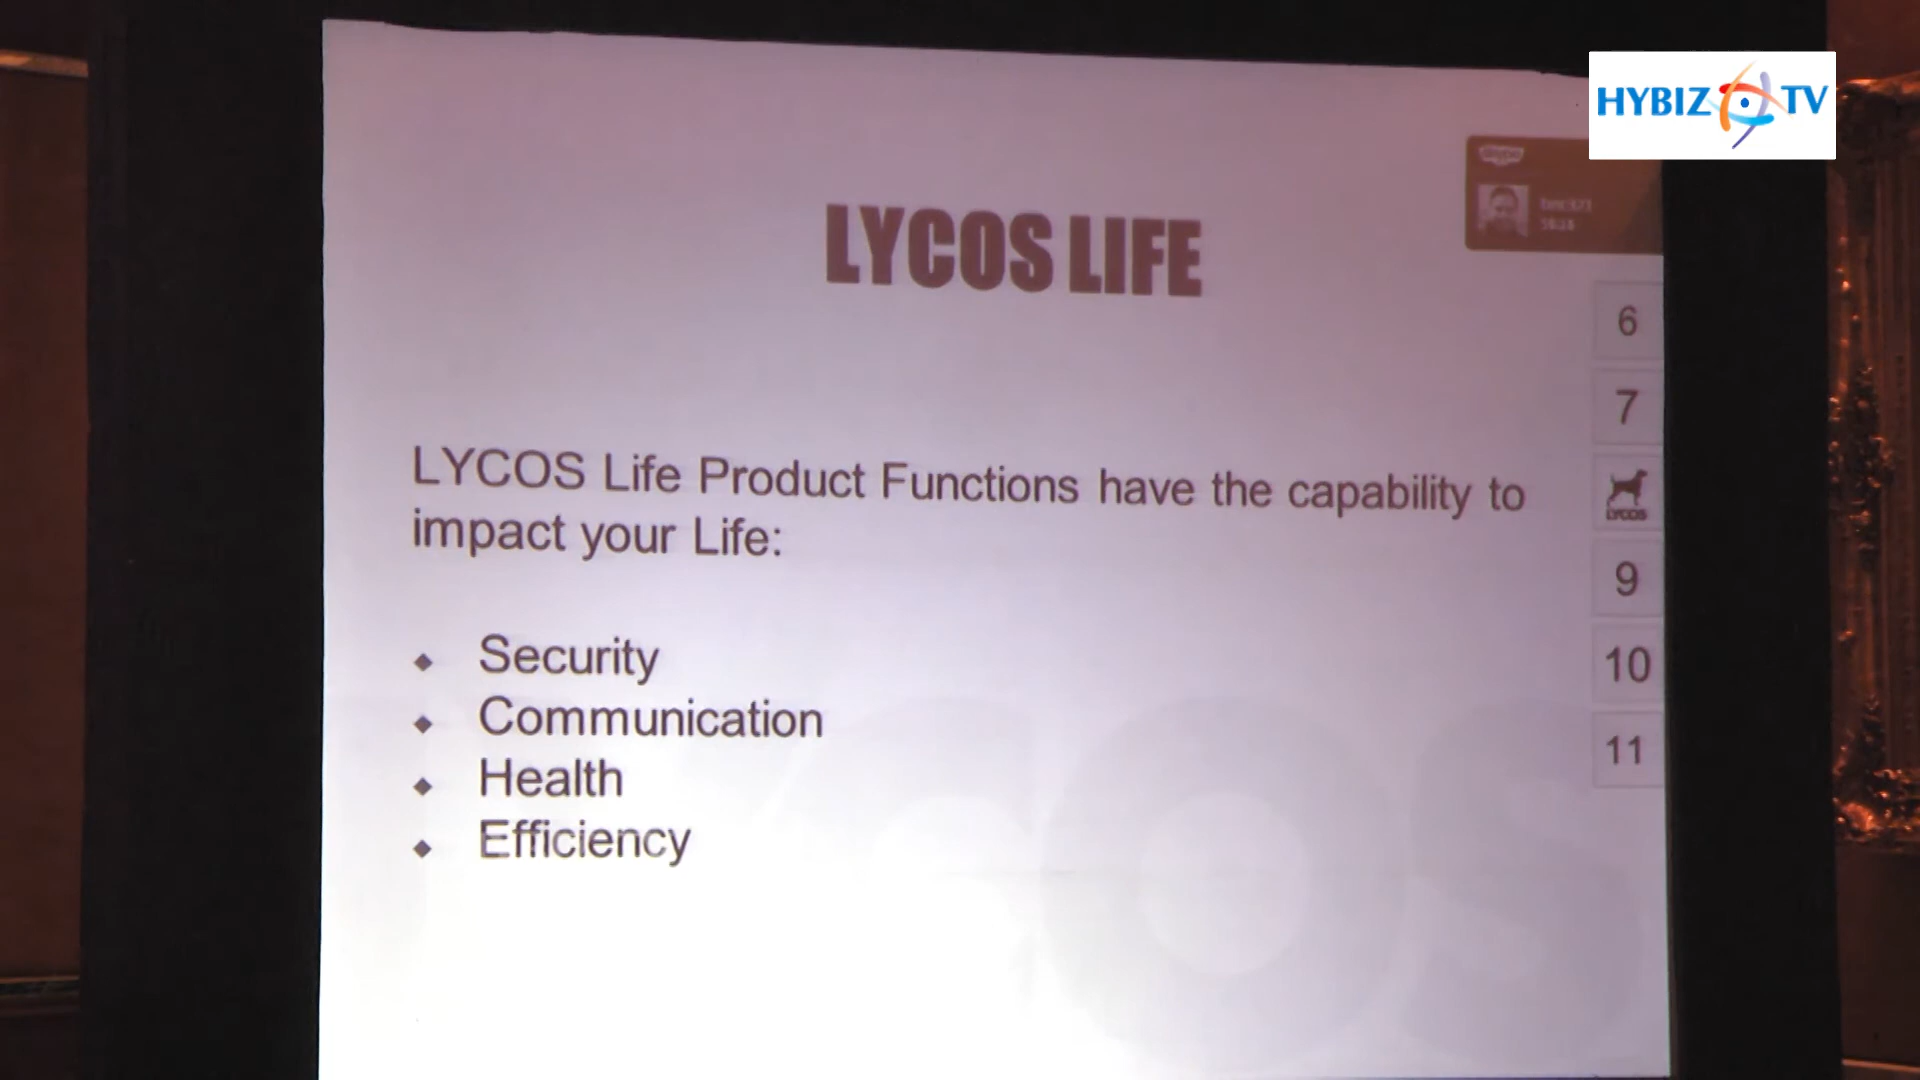 HYBIZ TV
skype
LYCOS LIFE
6
7
LYCOS Life Product Functions have the capability to
impact your Life:
LYCOS
9
Security
10
Communication
11
Health
Efficiency